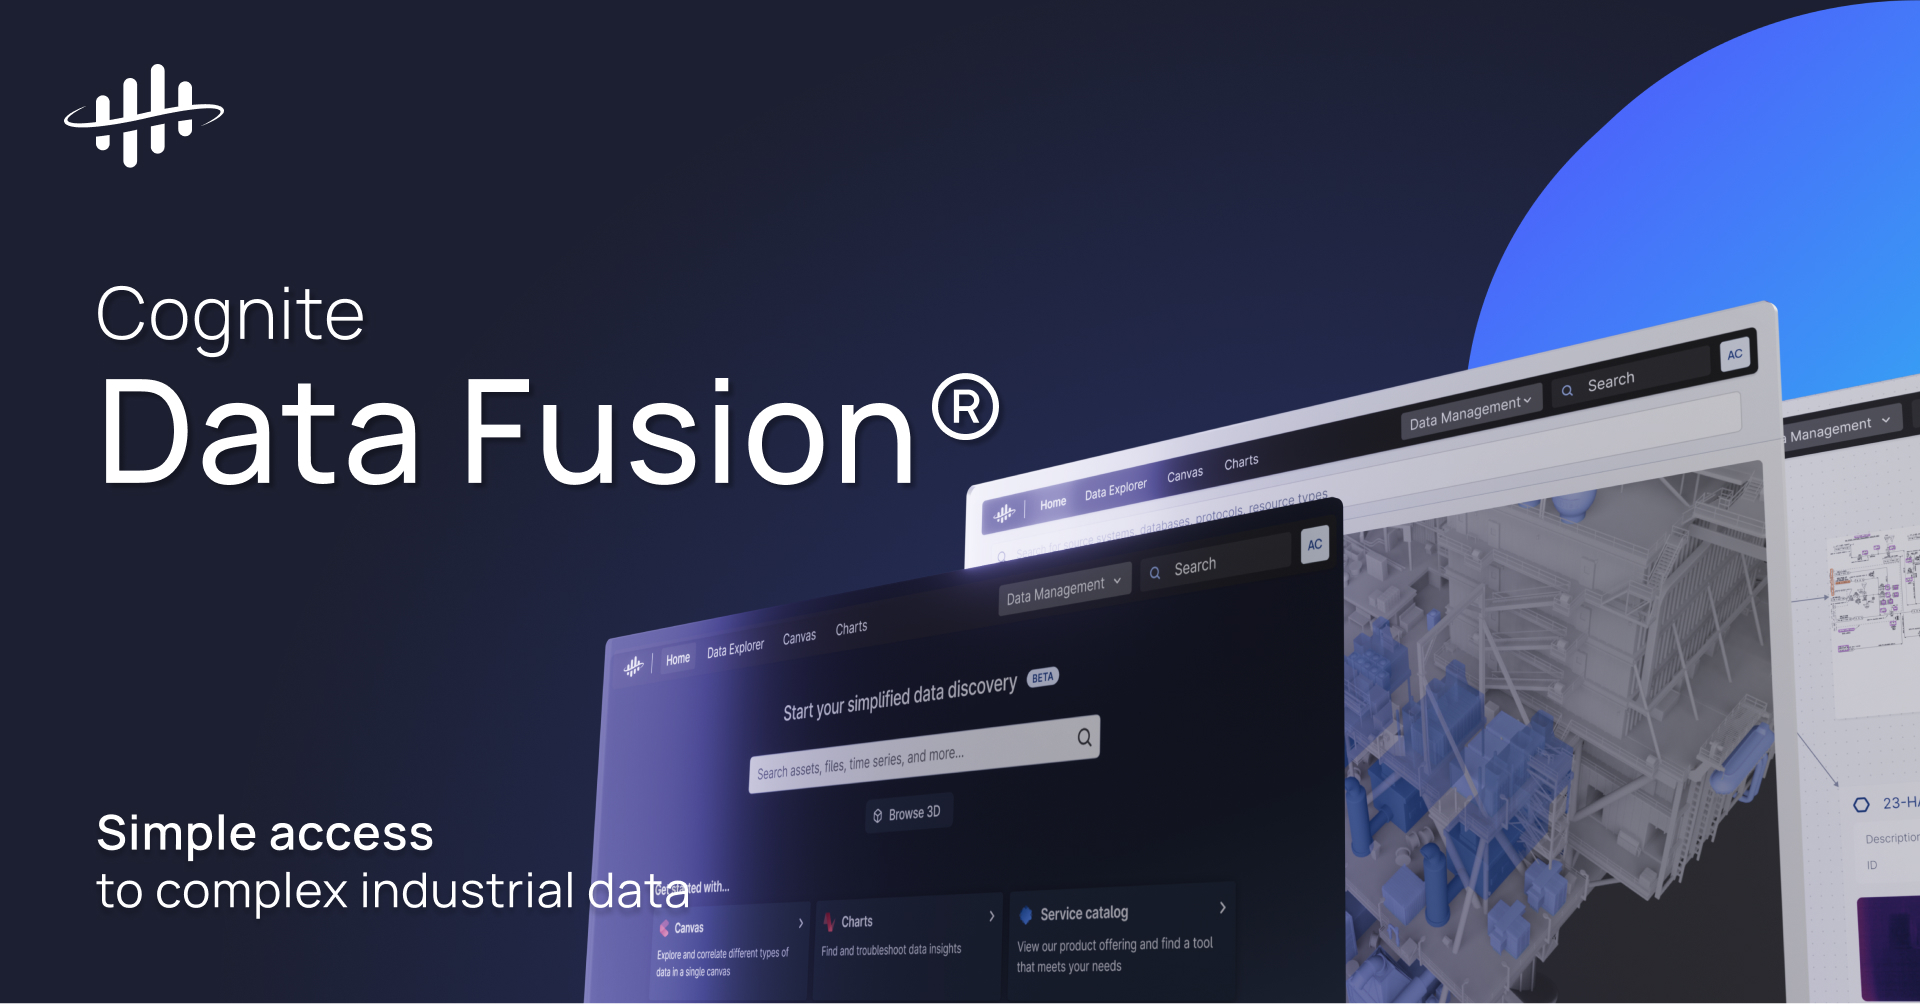 Cognite
Data Fusion®
Simple access
to complex industrial data
Home Data Explorer Canvas Charts Data Management Search AC
Search for source systems, databases, protocols, resource types
Management
Home Data Explorer Canvas Charts Data Management Search AC
Start your simplified data discovery BETA
Search assets, files, time series, and more...
Browse 3D
Get started with...
Canvas
Explore and correlate different types of
data in a single canvas
Charts
Find and troubleshoot data insights
Service catalog
View our product offering and find a tool
that meets your needs
23-HA
Description
ID